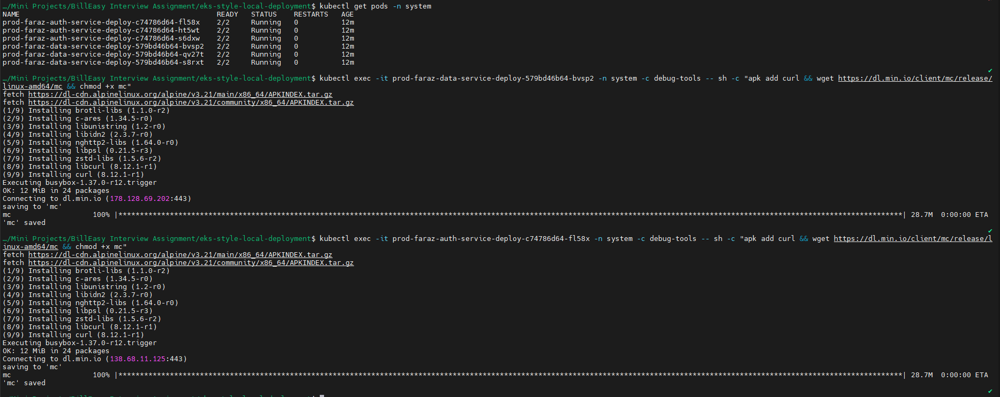 …/Mini Projects/BillEasy Interview Assignment/eks-style-local-deployment$ kubectl get pods -n system
NAME READY STATUS RESTARTS AGE
prod-faraz-auth-service-deploy-c74786d64-fl58x 2/2 Running 0 12m
prod-faraz-auth-service-deploy-c74786d64-ht5wt 2/2 Running 0 12m
prod-faraz-auth-service-deploy-c74786d64-s6dxw 2/2 Running 0 12m
prod-faraz-data-service-deploy-579bd46b64-bvsp2 2/2 Running 0 12m
prod-faraz-data-service-deploy-579bd46b64-qv27t 2/2 Running 0 12m
prod-faraz-data-service-deploy-579bd46b64-s8rxt 2/2 Running 0 12m
✔
…/Mini Projects/BillEasy Interview Assignment/eks-style-local-deployment$ kubectl exec -it prod-faraz-data-service-deploy-579bd46b64-bvsp2 -n system -c debug-tools -- sh -c "apk add curl && wget https://dl.min.io/client/mc/release/
linux-amd64/mc && chmod +x mc"
fetch https://dl-cdn.alpinelinux.org/alpine/v3.21/main/x86_64/APKINDEX.tar.gz
fetch https://dl-cdn.alpinelinux.org/alpine/v3.21/community/x86_64/APKINDEX.tar.gz
(1/9) Installing brotli-libs (1.1.0-r2)
(2/9) Installing c-ares (1.34.5-r0)
(3/9) Installing libunistring (1.2-r0)
(4/9) Installing libidn2 (2.3.7-r0)
(5/9) Installing nghttp2-libs (1.64.0-r0)
(6/9) Installing libpsl (0.21.5-r3)
(7/9) Installing zstd-libs (1.5.6-r2)
(8/9) Installing libcurl (8.12.1-r1)
(9/9) Installing curl (8.12.1-r1)
Executing busybox-1.37.0-r12.trigger
OK: 12 MiB in 24 packages
Connecting to dl.min.io (178.128.69.202:443)
saving to 'mc'
mc 100% |****************************************************************************************************************************************************************************************| 28.7M 0:00:00 ETA
'mc' saved
✔
…/Mini Projects/BillEasy Interview Assignment/eks-style-local-deployment$ kubectl exec -it prod-faraz-auth-service-deploy-c74786d64-fl58x -n system -c debug-tools -- sh -c "apk add curl && wget https://dl.min.io/client/mc/release/l
inux-amd64/mc && chmod +x mc"
fetch https://dl-cdn.alpinelinux.org/alpine/v3.21/main/x86_64/APKINDEX.tar.gz
fetch https://dl-cdn.alpinelinux.org/alpine/v3.21/community/x86_64/APKINDEX.tar.gz
(1/9) Installing brotli-libs (1.1.0-r2)
(2/9) Installing c-ares (1.34.5-r0)
(3/9) Installing libunistring (1.2-r0)
(4/9) Installing libidn2 (2.3.7-r0)
(5/9) Installing nghttp2-libs (1.64.0-r0)
(6/9) Installing libpsl (0.21.5-r3)
(7/9) Installing zstd-libs (1.5.6-r2)
(8/9) Installing libcurl (8.12.1-r1)
(9/9) Installing curl (8.12.1-r1)
Executing busybox-1.37.0-r12.trigger
OK: 12 MiB in 24 packages
Connecting to dl.min.io (138.68.11.125:443)
saving to 'mc'
mc 100% |****************************************************************************************************************************************************************************************| 28.7M 0:00:00 ETA
'mc' saved
✔